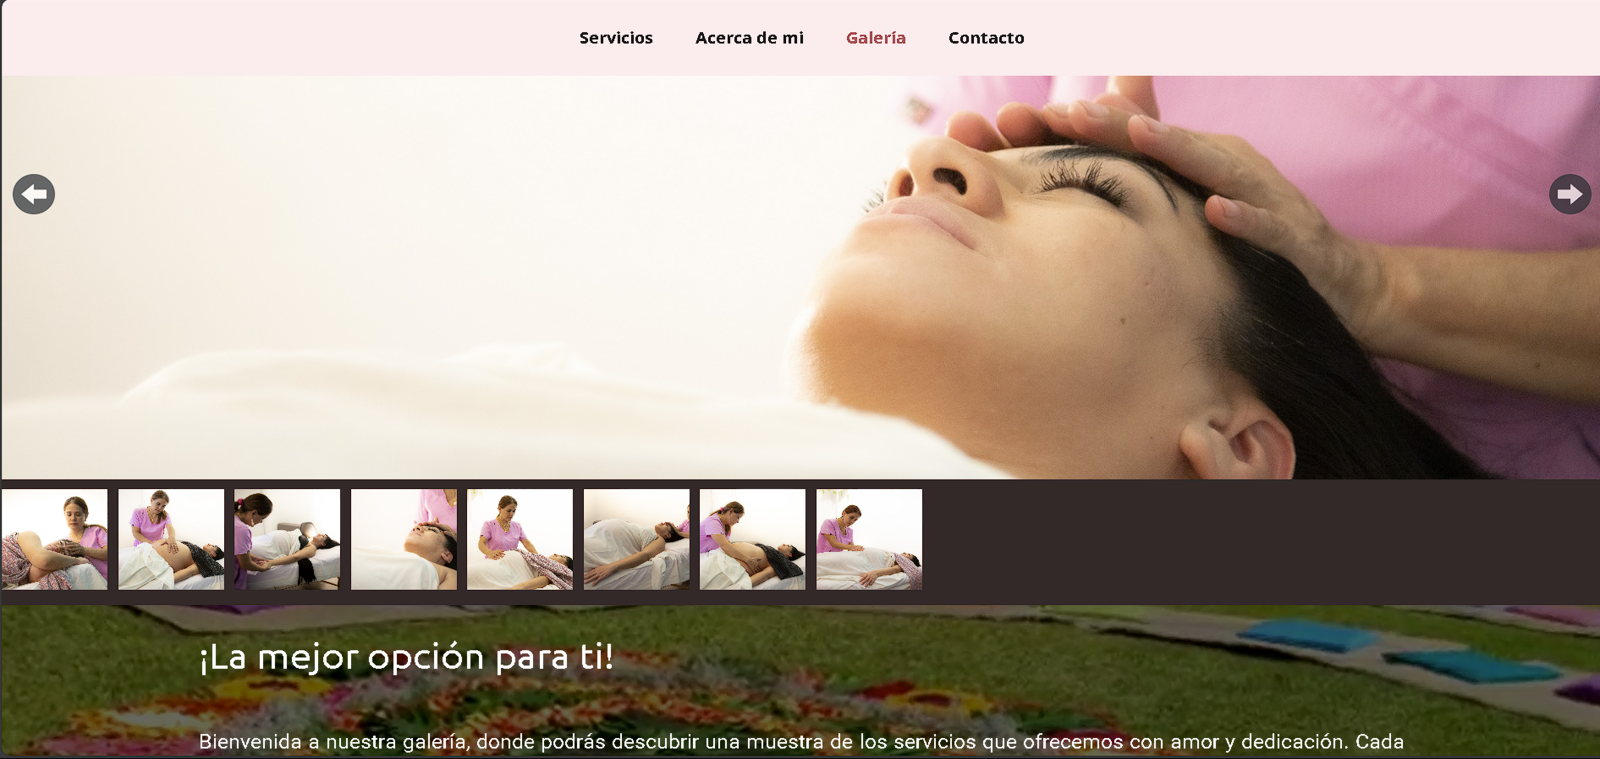 Servicios Acerca de mi Galería Contacto
¡La mejor opción para ti!
Bienvenida a nuestra galería, donde podrás descubrir una muestra de los servicios que ofrecemos con amor y dedicación. Cada